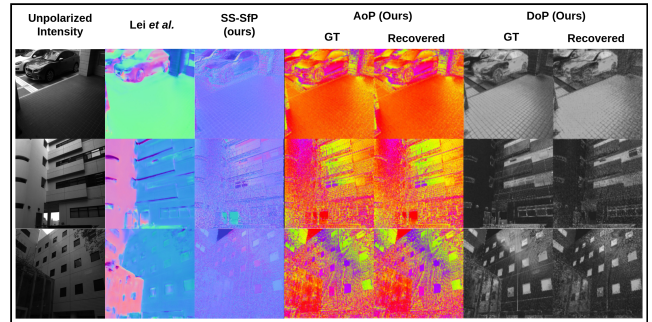 Unpolarized
Intensity
Lei et al.
SS-SfP
(ours)
AoP (Ours)
GT
Recovered
DoP (Ours)
GT
Recovered